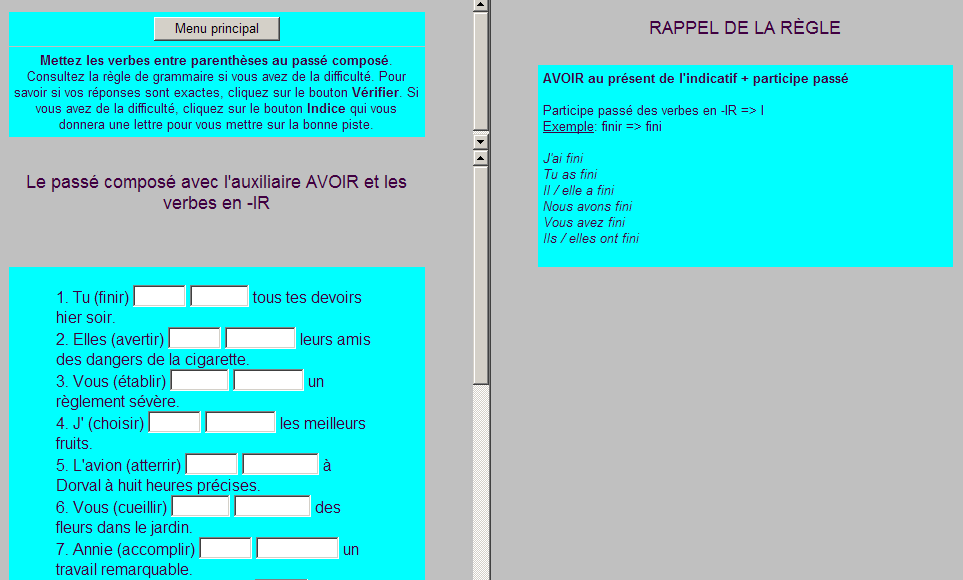 Menu principal
Mettez les verbes entre parenthèses au passé composé.
Consultez la règle de grammaire si vous avez de la difficulté. Pour
savoir si vos réponses sont exactes, cliquez sur le bouton Vérifier. Si
vous avez de la difficulté, cliquez sur le bouton Indice qui vous
donnera une lettre pour vous mettre sur la bonne piste.
Le passé composé avec l'auxiliaire AVOIR et les
verbes en -IR
1. Tu (finir) tous tes devoirs
hier soir.
2. Elles (avertir) leurs amis
des dangers de la cigarette.
3. Vous (établir) un
règlement sévère.
4. J' (choisir) les meilleurs
fruits.
5. L'avion (atterrir) à
Dorval à huit heures précises.
6. Vous (cueillir) des
fleurs dans le jardin.
7. Annie (accomplir) un
travail remarquable.
RAPPEL DE LA RÈGLE
AVOIR au présent de l'indicatif + participe passé
Participe passé des verbes en -IR => I
Exemple: finir => fini
J'ai fini
Tu as fini
Il / elle a fini
Nous avons fini
Vous avez fini
Ils / elles ont fini